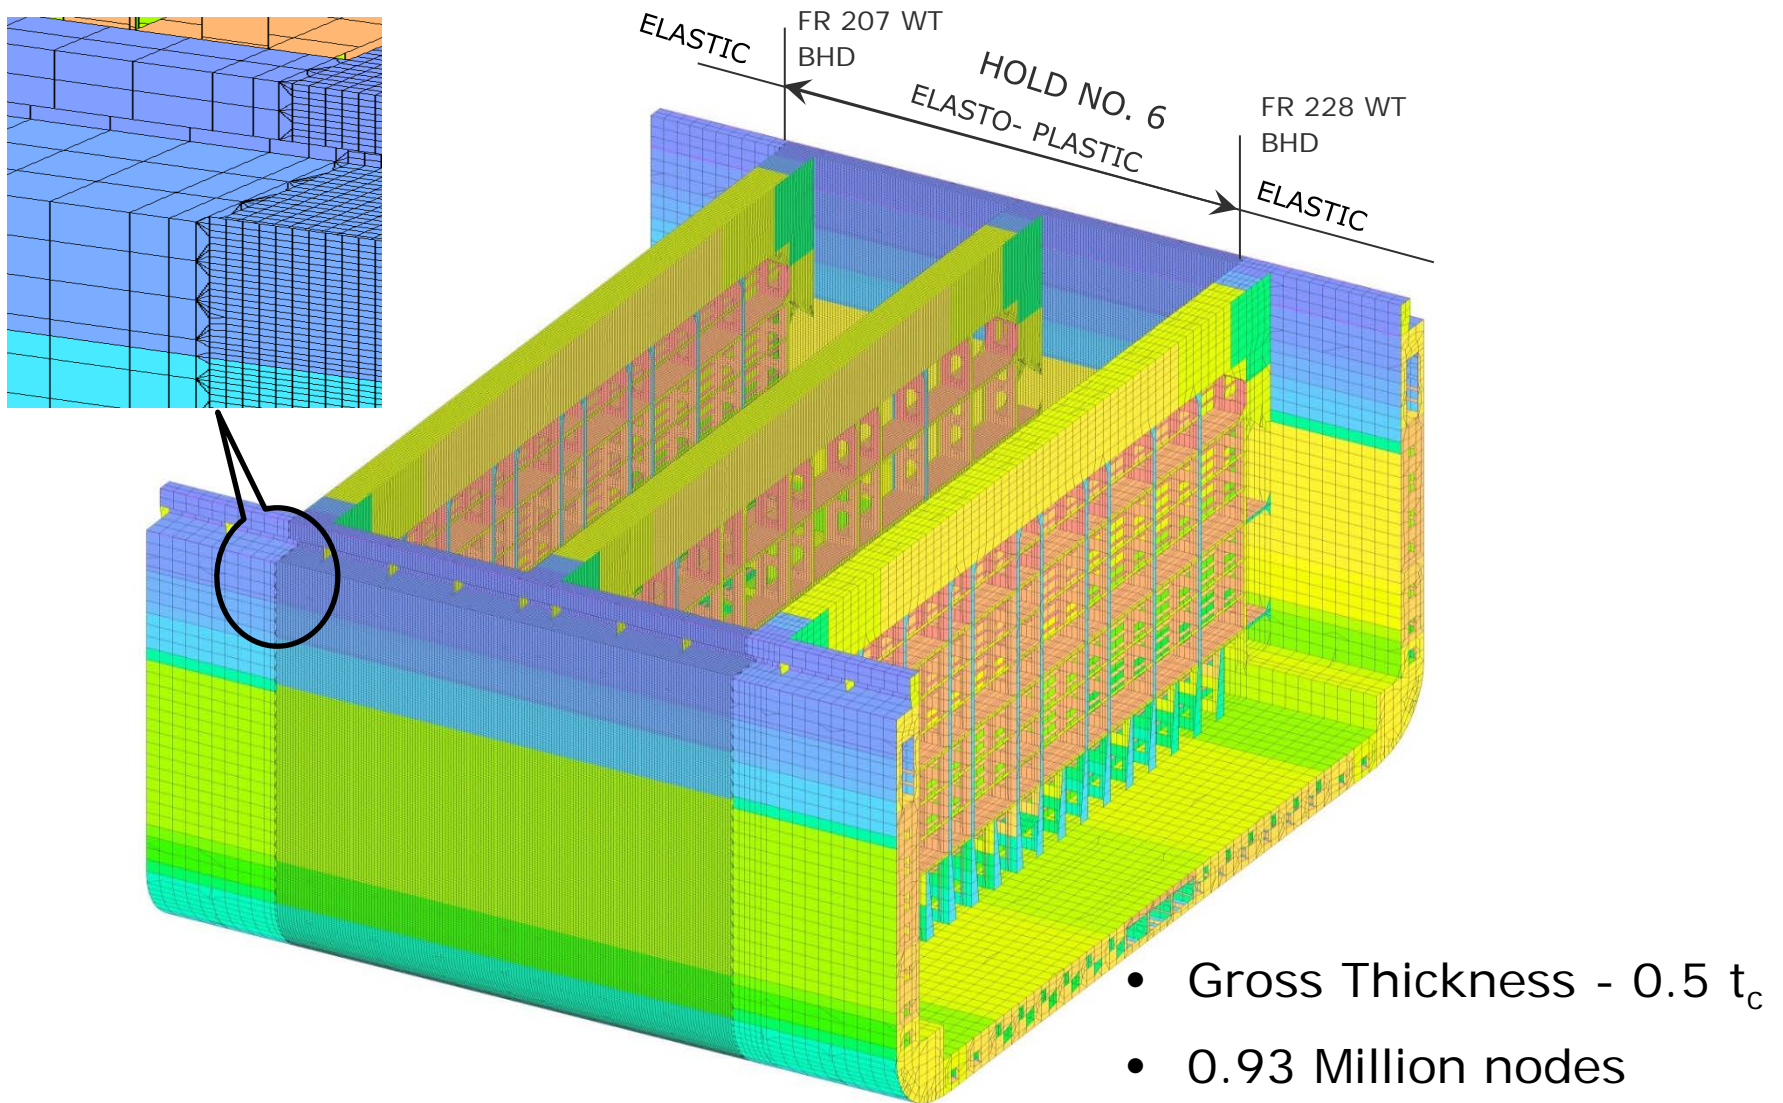 ELASTIC
FR 207 WT
BHD
HOLD NO. 6
ELASTO- PLASTIC
FR 228 WT
BHD
ELASTIC
• Gross Thickness - 0.5 tc
• 0.93 Million nodes